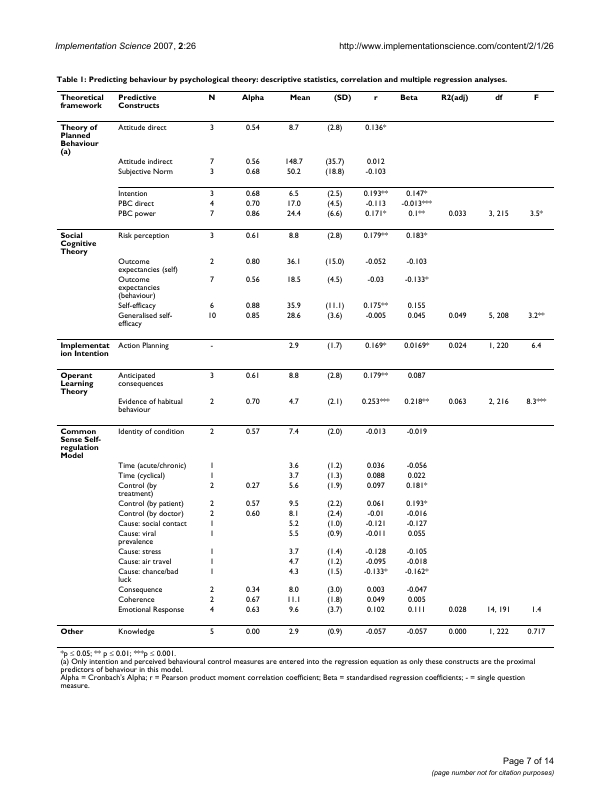 Implementation Science 2007, 2:26 http://www.implementationscience.com/content/2/1/26
Table 1: Predicting behaviour by psychological theory: descriptive statistics, correlation and multiple regression analyses.
Theoretical framework Predictive Constructs N Alpha Mean (SD) r Beta R2(adj) df F
Theory of Planned Behaviour (a) Attitude direct 3 0.54 8.7 (2.8) 0.136*
Attitude indirect 7 0.56 148.7 (35.7) 0.012
Subjective Norm 3 0.68 50.2 (18.8) -0.103
Intention 3 0.68 6.5 (2.5) 0.193** 0.147*
PBC direct 4 0.70 17.0 (4.5) -0.113 -0.013***
PBC power 7 0.86 24.4 (6.6) 0.171* 0.1** 0.033 3, 215 3.5*
Social Cognitive Theory Risk perception 3 0.61 8.8 (2.8) 0.179** 0.183*
Outcome expectancies (self) 2 0.80 36.1 (15.0) -0.052 -0.103
Outcome expectancies (behaviour) 7 0.56 18.5 (4.5) -0.03 -0.133*
Self-efficacy 6 0.88 35.9 (11.1) 0.175** 0.155
Generalised self-efficacy 10 0.85 28.6 (3.6) -0.005 0.045 0.049 5, 208 3.2**
Implementation Intention Action Planning - 2.9 (1.7) 0.169* 0.0169* 0.024 1, 220 6.4
Operant Learning Theory Anticipated consequences 3 0.61 8.8 (2.8) 0.179** 0.087
Evidence of habitual behaviour 2 0.70 4.7 (2.1) 0.253*** 0.218** 0.063 2, 216 8.3***
Common Sense Self-regulation Model Identity of condition 2 0.57 7.4 (2.0) -0.013 -0.019
Time (acute/chronic) 1 3.6 (1.2) 0.036 -0.056
Time (cyclical) 1 3.7 (1.3) 0.088 0.022
Control (by treatment) 2 0.27 5.6 (1.9) 0.097 0.181*
Control (by patient) 2 0.57 9.5 (2.2) 0.061 0.193*
Control (by doctor) 2 0.60 8.1 (2.4) -0.01 -0.016
Cause: social contact 1 5.2 (1.0) -0.121 -0.127
Cause: viral prevalence 1 5.5 (0.9) -0.011 0.055
Cause: stress 1 3.7 (1.4) -0.128 -0.105
Cause: air travel 1 4.7 (1.2) -0.095 -0.018
Cause: chance/bad luck 1 4.3 (1.5) -0.133* -0.162*
Consequence 2 0.34 8.0 (3.0) 0.003 -0.047
Coherence 2 0.67 11.1 (1.8) 0.049 0.005
Emotional Response 4 0.63 9.6 (3.7) 0.102 0.111 0.028 14, 191 1.4
Other Knowledge 5 0.00 2.9 (0.9) -0.057 -0.057 0.000 1, 222 0.717
*p ≤ 0.05; ** p ≤ 0.01; ***p ≤ 0.001.
(a) Only intention and perceived behavioural control measures are entered into the regression equation as only these constructs are the proximal
predictors of behaviour in this model.
Alpha = Cronbach's Alpha; r = Pearson product moment correlation coefficient; Beta = standardised regression coefficients; - = single question
measure.
Page 7 of 14
(page number not for citation purposes)